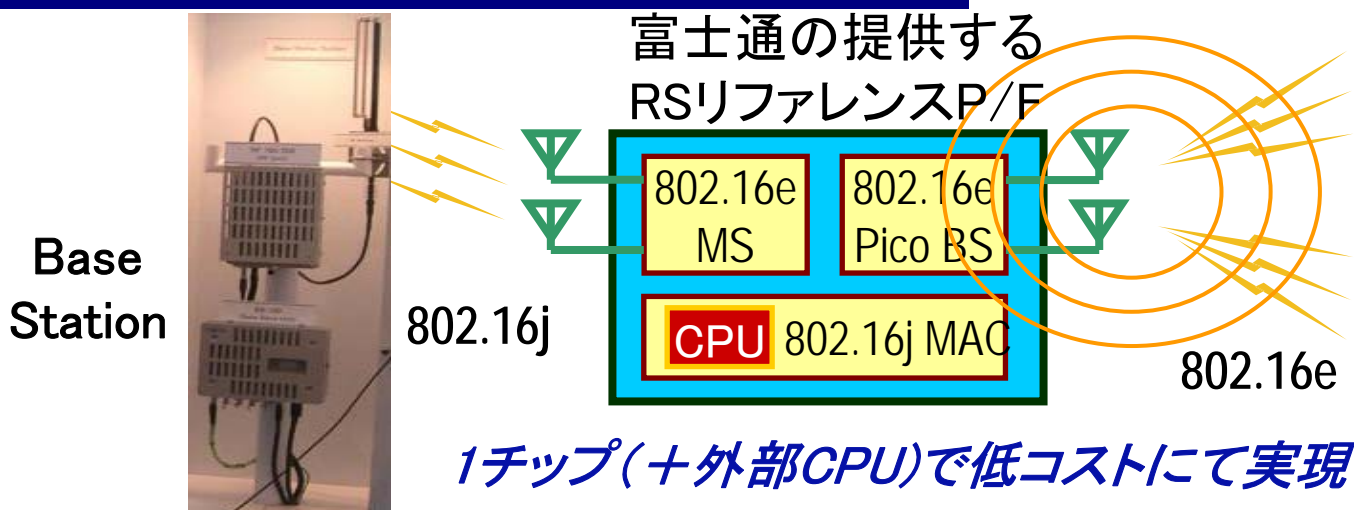 富士通の提供する
RSリファレンスP/F
Base
Station
802.16j
802.16e
MS
802.16e
Pico BS
CPU 802.16j MAC
802.16e
1チップ(+外部CPU)で低コストにて実現